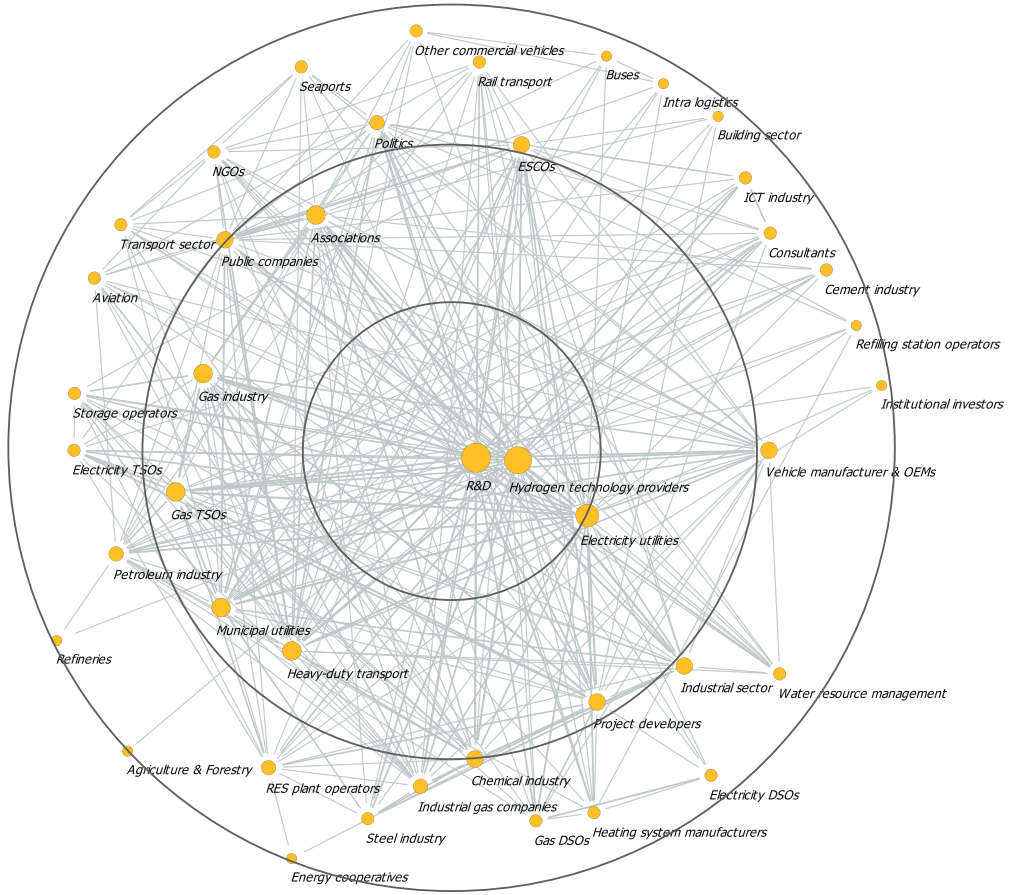 Other commercial vehicles
Rail transport
Buses
Seaports
Intra logistics
Building sector
Politics
ESCOs
NGOs
ICT industry
Associations
Transport sector
Public companies
Consultants
Aviation
Cement industry
Refilling station operators
Gas industry
Storage operators
Institutional investors
Electricity TSOs
Vehicle manufacturer & OEMs
R&D
Hydrogen technology providers
Gas TSOs
Electricity utilities
Petroleum industry
Municipal utilities
Refineries
Heavy-duty transport
Industrial sector
Water resource management
Project developers
Agriculture & Forestry
RES plant operators
Chemical industry
Electricity DSOs
Industrial gas companies
Steel industry
Gas DSOs
Heating system manufacturers
Energy cooperatives